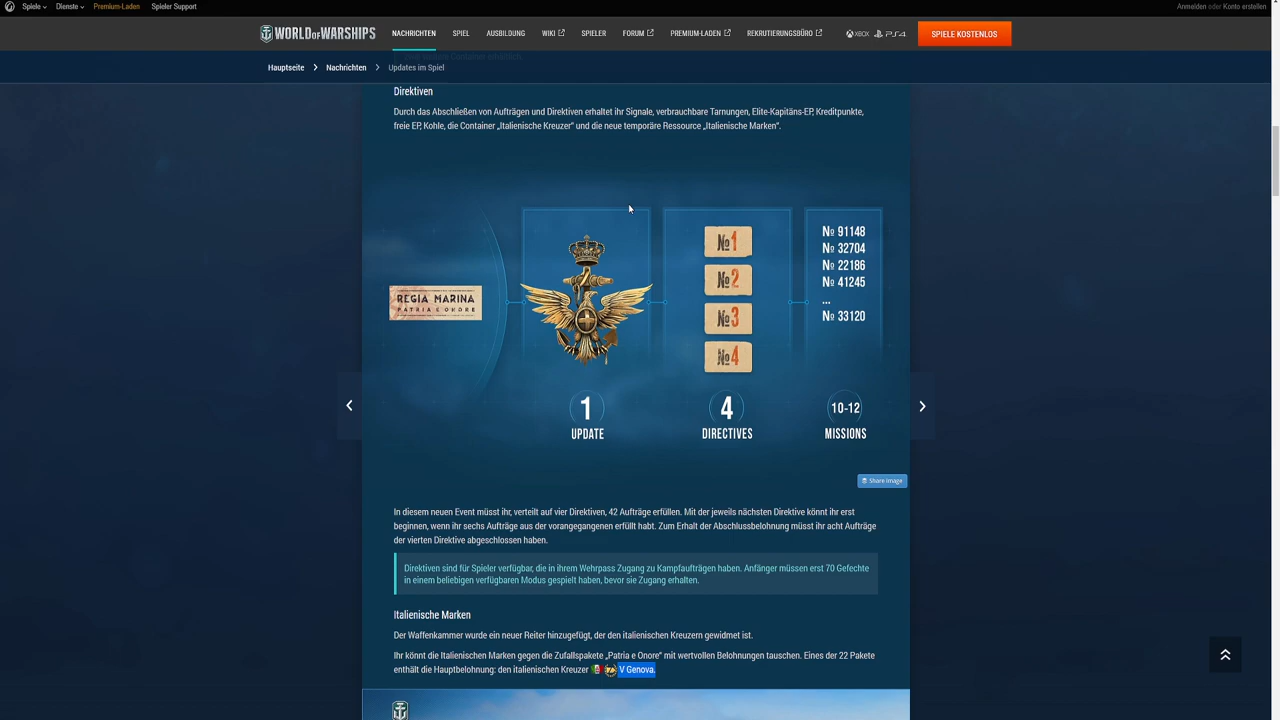 Spiele Dienste Premium-Laden Spieler Support
Anmelden oder Konto erstellen
WORLD OF WARSHIPS NACHRICHTEN SPIEL AUSBILDUNG WIKI SPIELER FORUM PREMIUM-LADEN REKRUTIERUNGSBÜRO XBOX PS4 SPIELE KOSTENLOS
Hauptseite Nachrichten Updates im Spiel
Direktiven
Durch das Abschließen von Aufträgen und Direktiven erhaltet ihr Signale, verbrauchbare Tarnungen, Elite-Kapitäns-EP, Kreditpunkte,
freie EP, Kohle, die Container „Italienische Kreuzer“ und die neue temporäre Ressource „Italienische Marken“.
REGIA MARINA
PATRIA E ONORE
№1
№2
№3
№4
№ 91148
№ 32704
№ 22186
№ 41245
...
№ 33120
1
UPDATE
4
DIRECTIVES
10-12
MISSIONS
Share Image
In diesem neuen Event müsst ihr, verteilt auf vier Direktiven, 42 Aufträge erfüllen. Mit der jeweils nächsten Direktive könnt ihr erst
beginnen, wenn ihr sechs Aufträge aus der vorangegangenen erfüllt habt. Zum Erhalt der Abschlussbelohnung müsst ihr acht Aufträge
der vierten Direktive abgeschlossen haben.
Direktiven sind für Spieler verfügbar, die in ihrem Wehrpass Zugang zu Kampfaufträgen haben. Anfänger müssen erst 70 Gefechte
in einem beliebigen verfügbaren Modus gespielt haben, bevor sie Zugang erhalten.
Italienische Marken
Der Waffenkammer wurde ein neuer Reiter hinzugefügt, der den italienischen Kreuzern gewidmet ist.
Ihr könnt die Italienischen Marken gegen die Zufallspakete „Patria e Onore“ mit wertvollen Belohnungen tauschen. Eines der 22 Pakete
enthält die Hauptbelohnung: den italienischen Kreuzer V Genova.